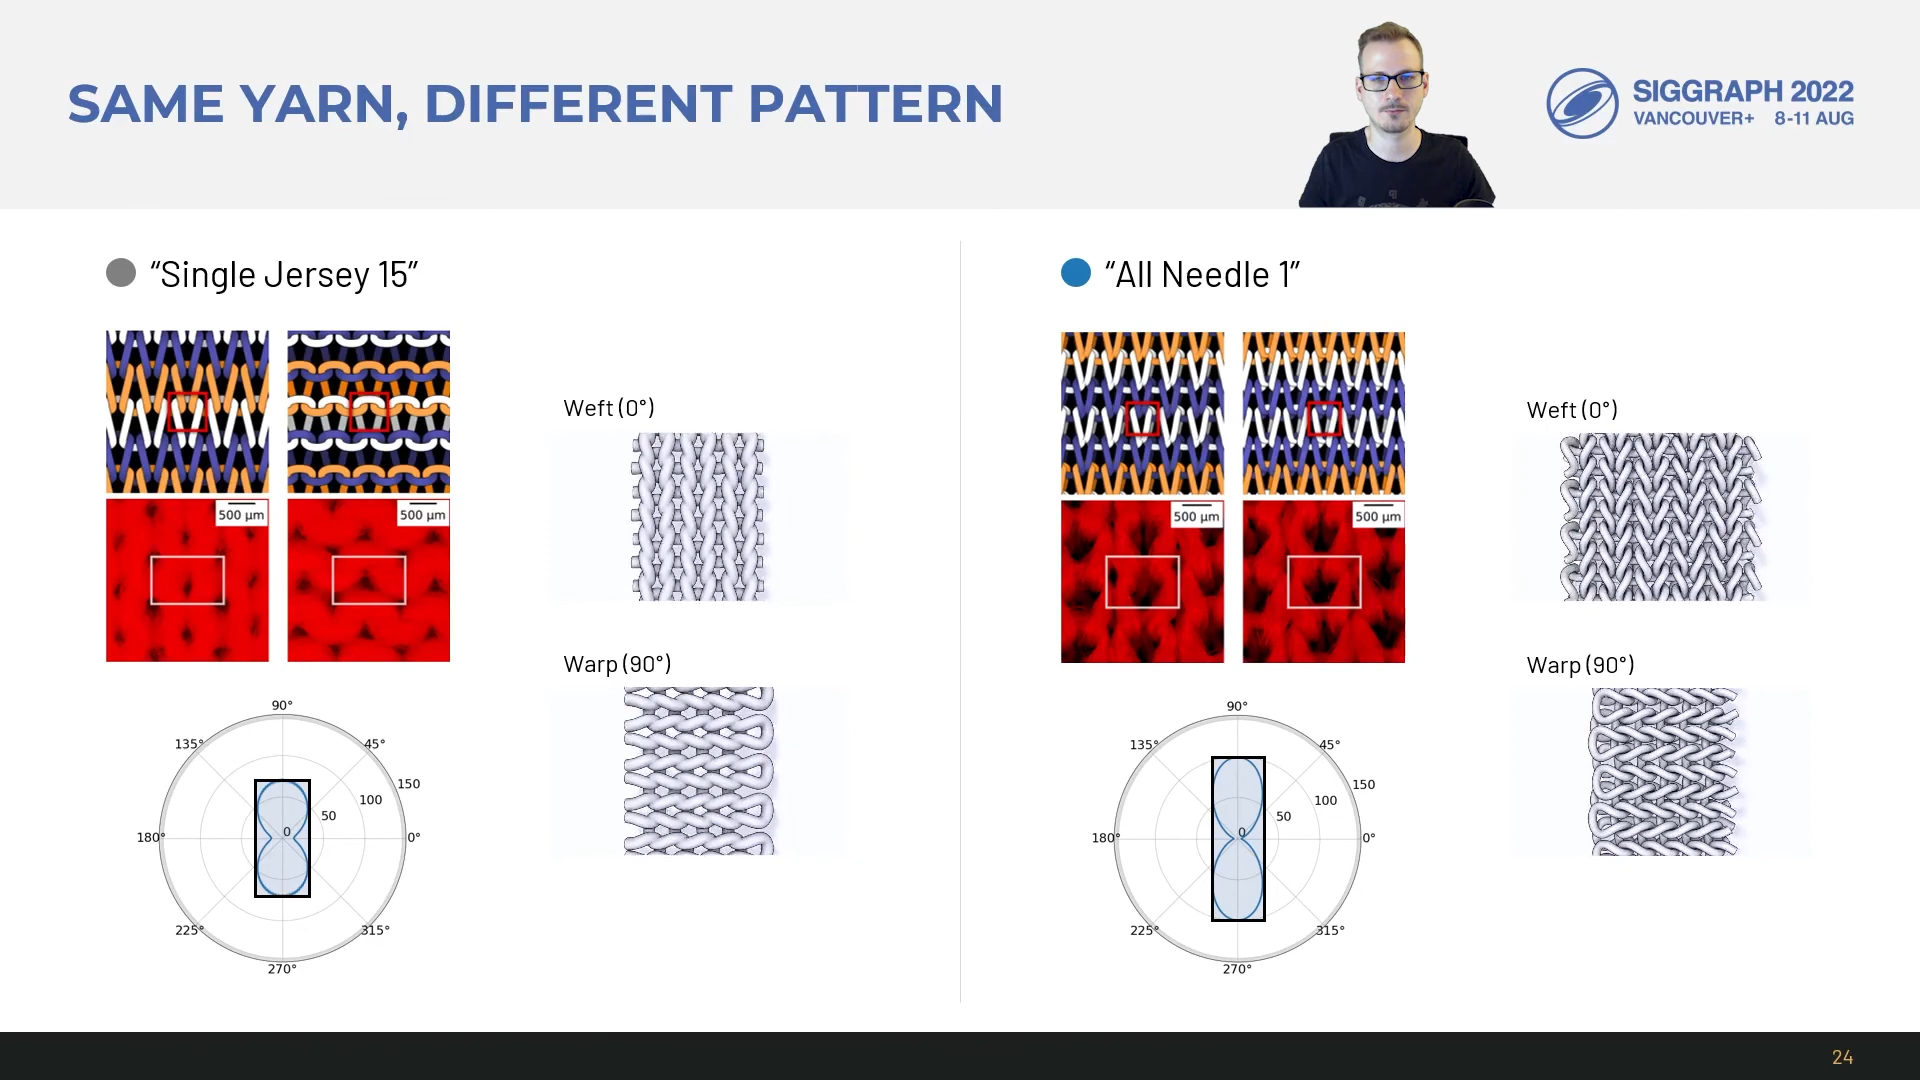 SAME YARN, DIFFERENT PATTERN
SIGGRAPH 2022
VANCOUVER+ 8-11 AUG
“Single Jersey 15”
500 µm
500 µm
Weft (0°)
Warp (90°)
90°
135°
45°
150
100
50
0
180°
0°
225°
315°
270°
“All Needle 1”
500 µm
500 µm
Weft (0°)
Warp (90°)
90°
135°
45°
150
100
50
0
180°
0°
225°
315°
270°
24